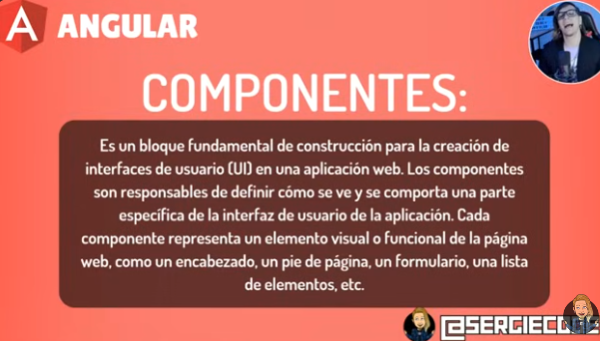 ANGULAR
COMPONENTES:
Es un bloque fundamental de construcción para la creación de
interfaces de usuario (UI) en una aplicación web. Los componentes
son responsables de definir cómo se ve y se comporta una parte
específica de la interfaz de usuario de la aplicación. Cada
componente representa un elemento visual o funcional de la página
web, como un encabezado, un pie de página, un formulario, una lista
de elementos, etc.
@SERGIECODE